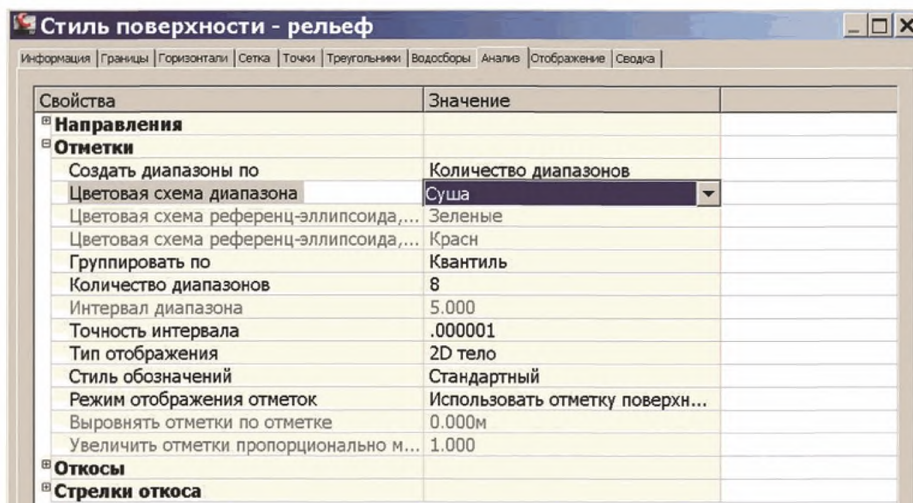 Стиль поверхности - рельеф
Информация Границы Горизонтали Сетка Точки Треугольники Водосборы Анализ Отображение Сводка
Свойства Значение
Направления
Отметки
Создать диапазоны по Количество диапазонов
Цветовая схема диапазона Суша
Цветовая схема референц-эллипсоида,... Зеленые
Цветовая схема референц-эллипсоида,... Красн
Группировать по Квантиль
Количество диапазонов 8
Интервал диапазона 5.000
Точность интервала .000001
Тип отображения 2D тело
Стиль обозначений Стандартный
Режим отображения отметок Использовать отметку поверхн...
Выровнять отметки по отметке 0.000м
Увеличить отметки пропорционально м... 1.000
Откосы
Стрелки откоса